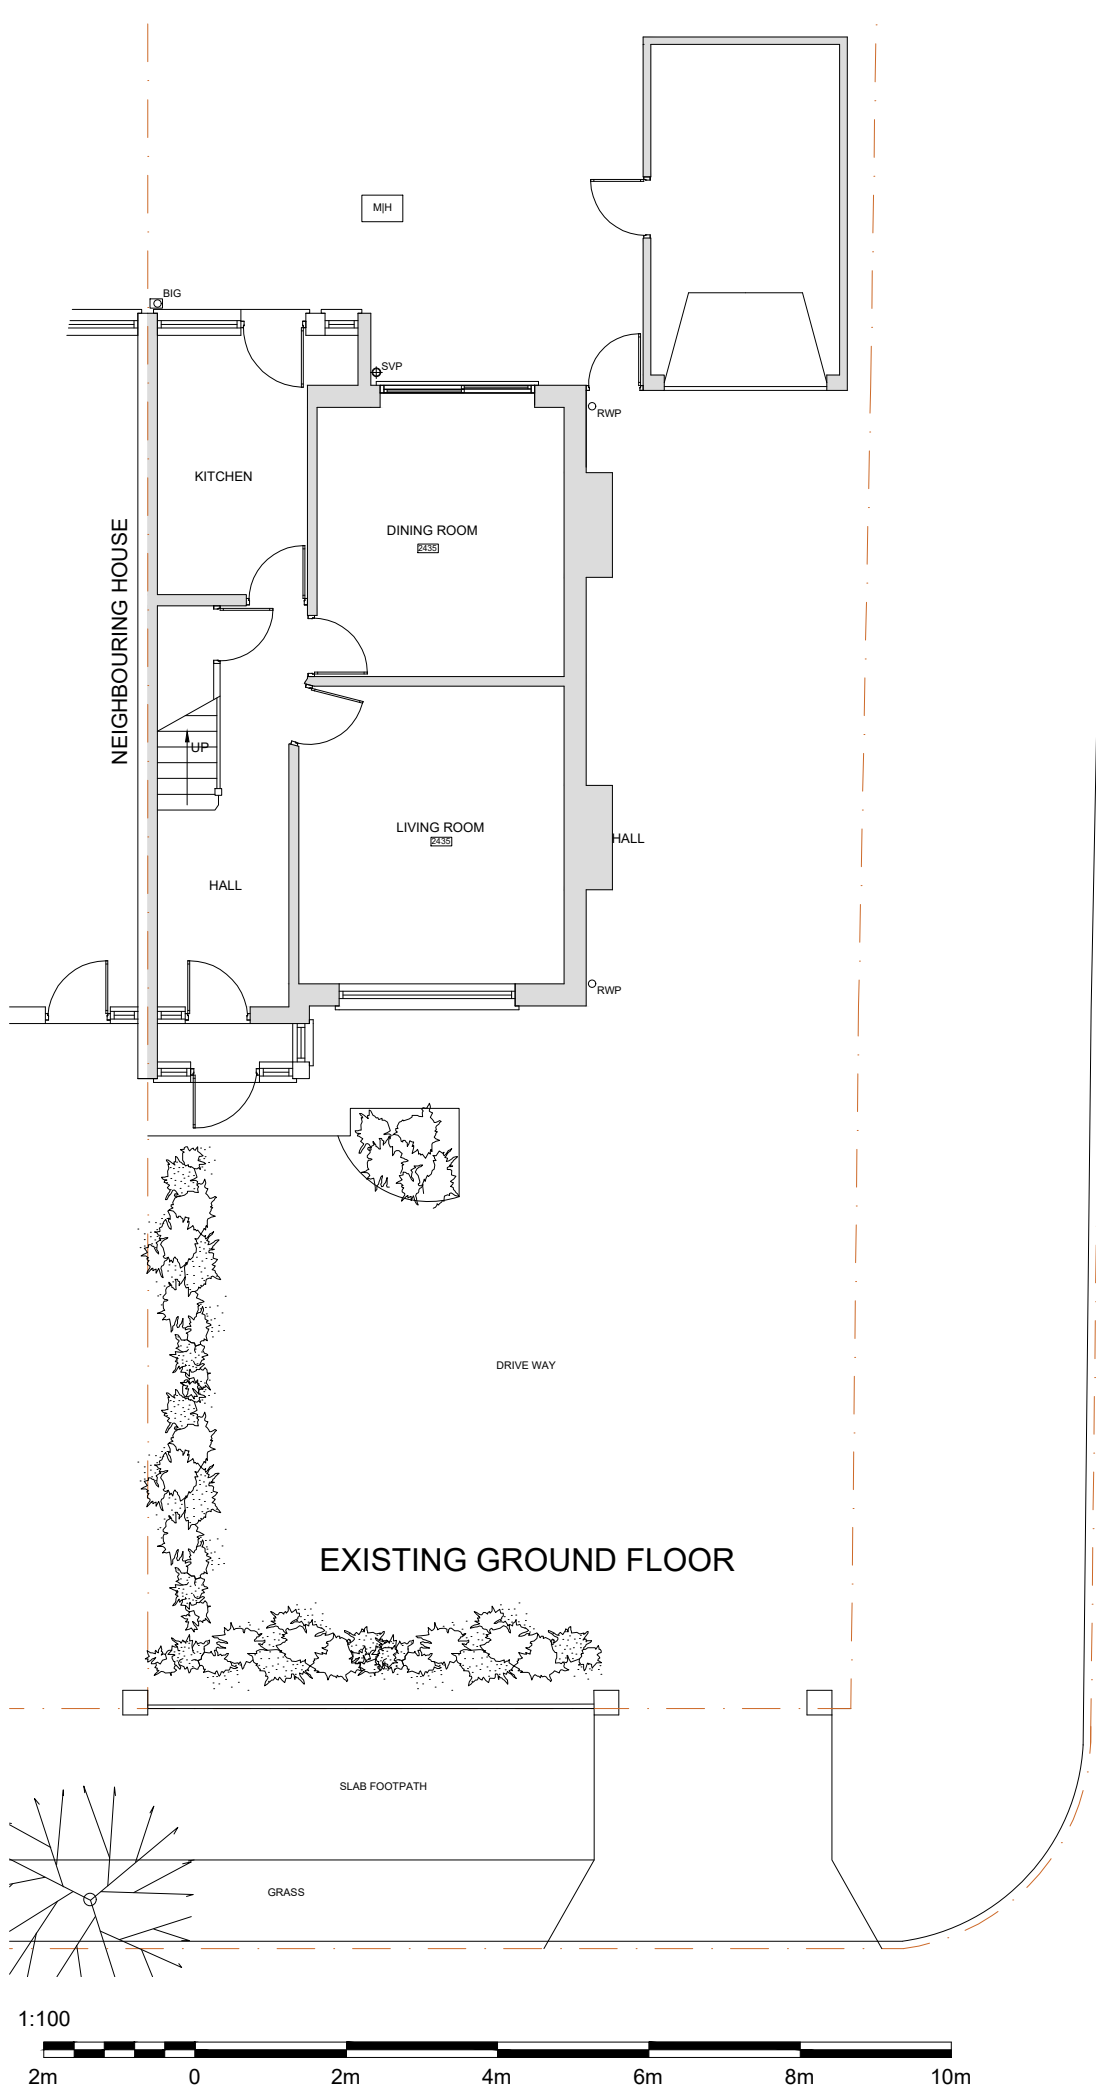 M|H
BIG
SVP
RWP
KITCHEN
DINING ROOM
2435
NEIGHBOURING HOUSE
UP
LIVING ROOM
2435
HALL
HALL
RWP
DRIVE WAY
EXISTING GROUND FLOOR
SLAB FOOTPATH
GRASS
1:100
2m 0 2m 4m 6m 8m 10m